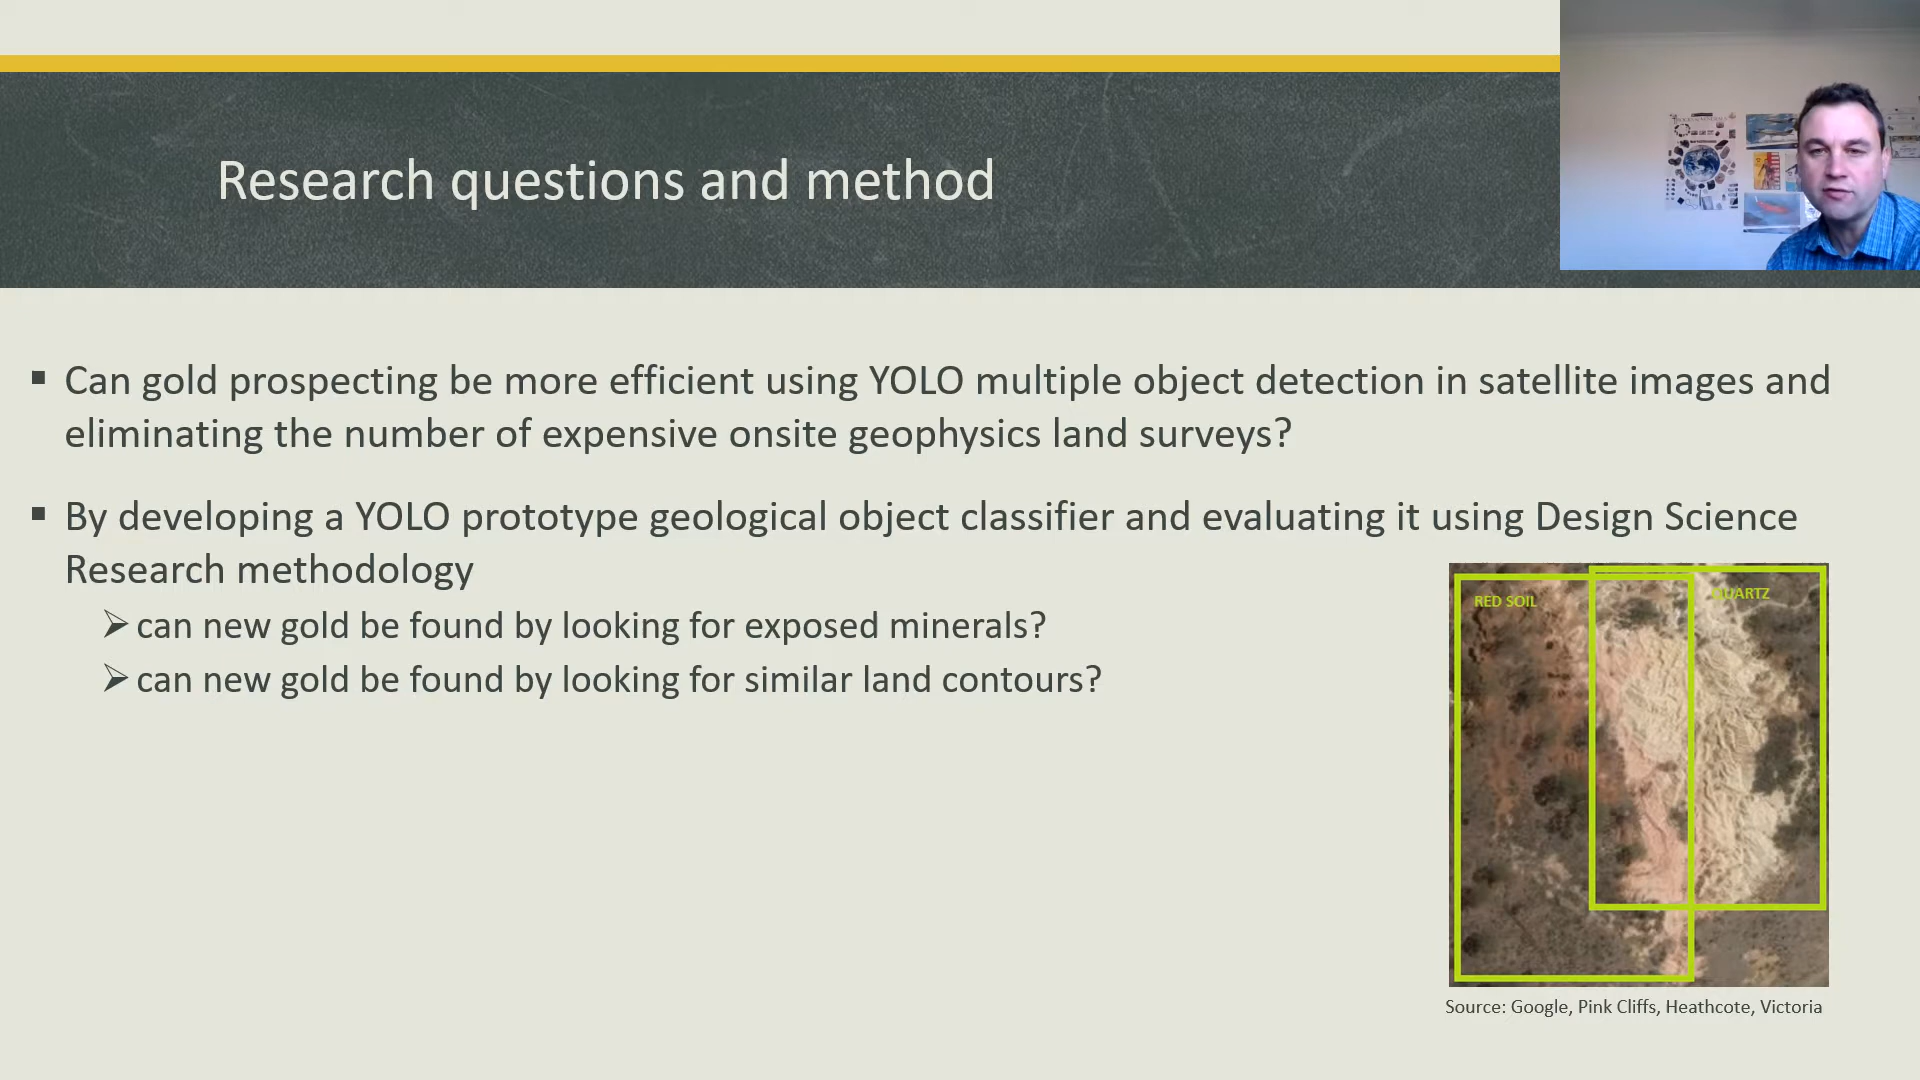 Research questions and method
▪ Can gold prospecting be more efficient using YOLO multiple object detection in satellite images and
eliminating the number of expensive onsite geophysics land surveys?
▪ By developing a YOLO prototype geological object classifier and evaluating it using Design Science
Research methodology
➢ can new gold be found by looking for exposed minerals?
➢ can new gold be found by looking for similar land contours?
RED SOIL
QUARTZ
Source: Google, Pink Cliffs, Heathcote, Victoria